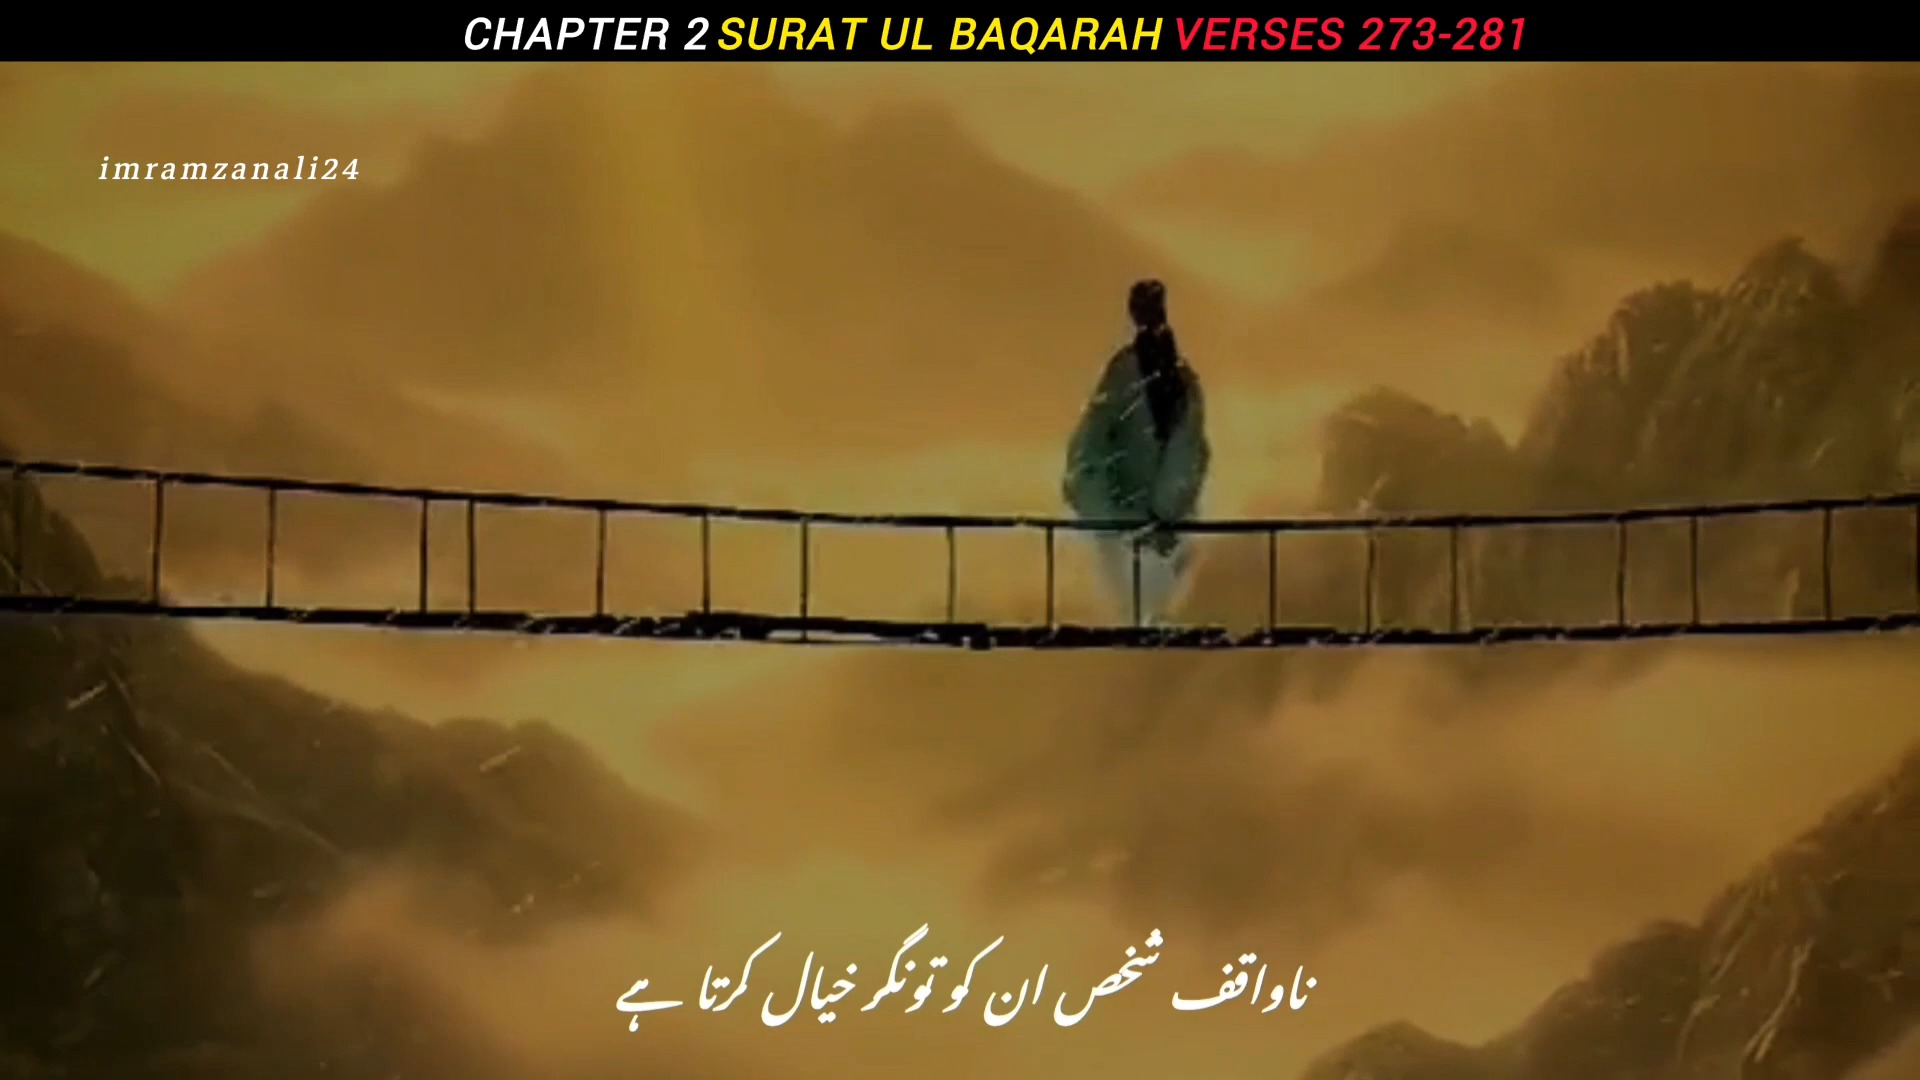 CHAPTER 2 SURAT UL BAQARAH VERSES 273-281
imramzanali24
ناواقف شخص ان کو تونگر خیال کرتا ہے